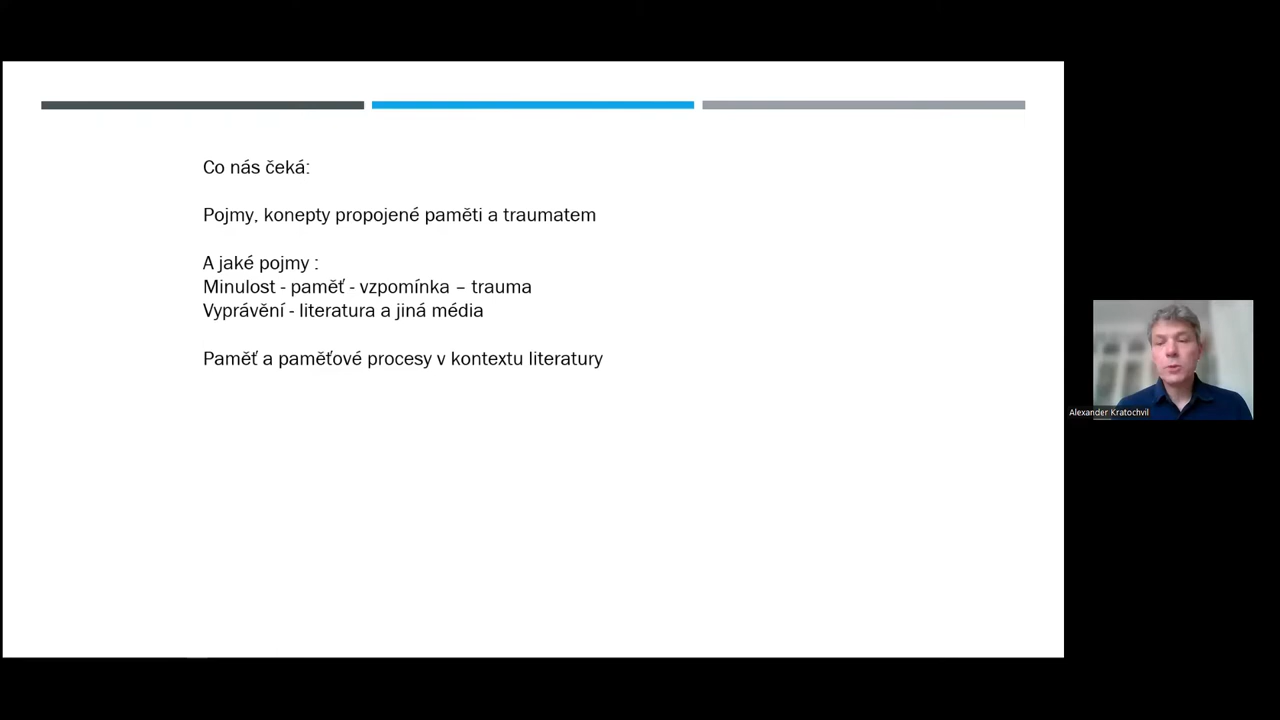 Co nás čeká:
Pojmy, koncepty propojené paměti a traumatem
A jaké pojmy :
Minulost - paměť - vzpomínka – trauma
Vyprávění - literatura a jiná média
Paměť a paměťové procesy v kontextu literatury
Alexander Kratochvil